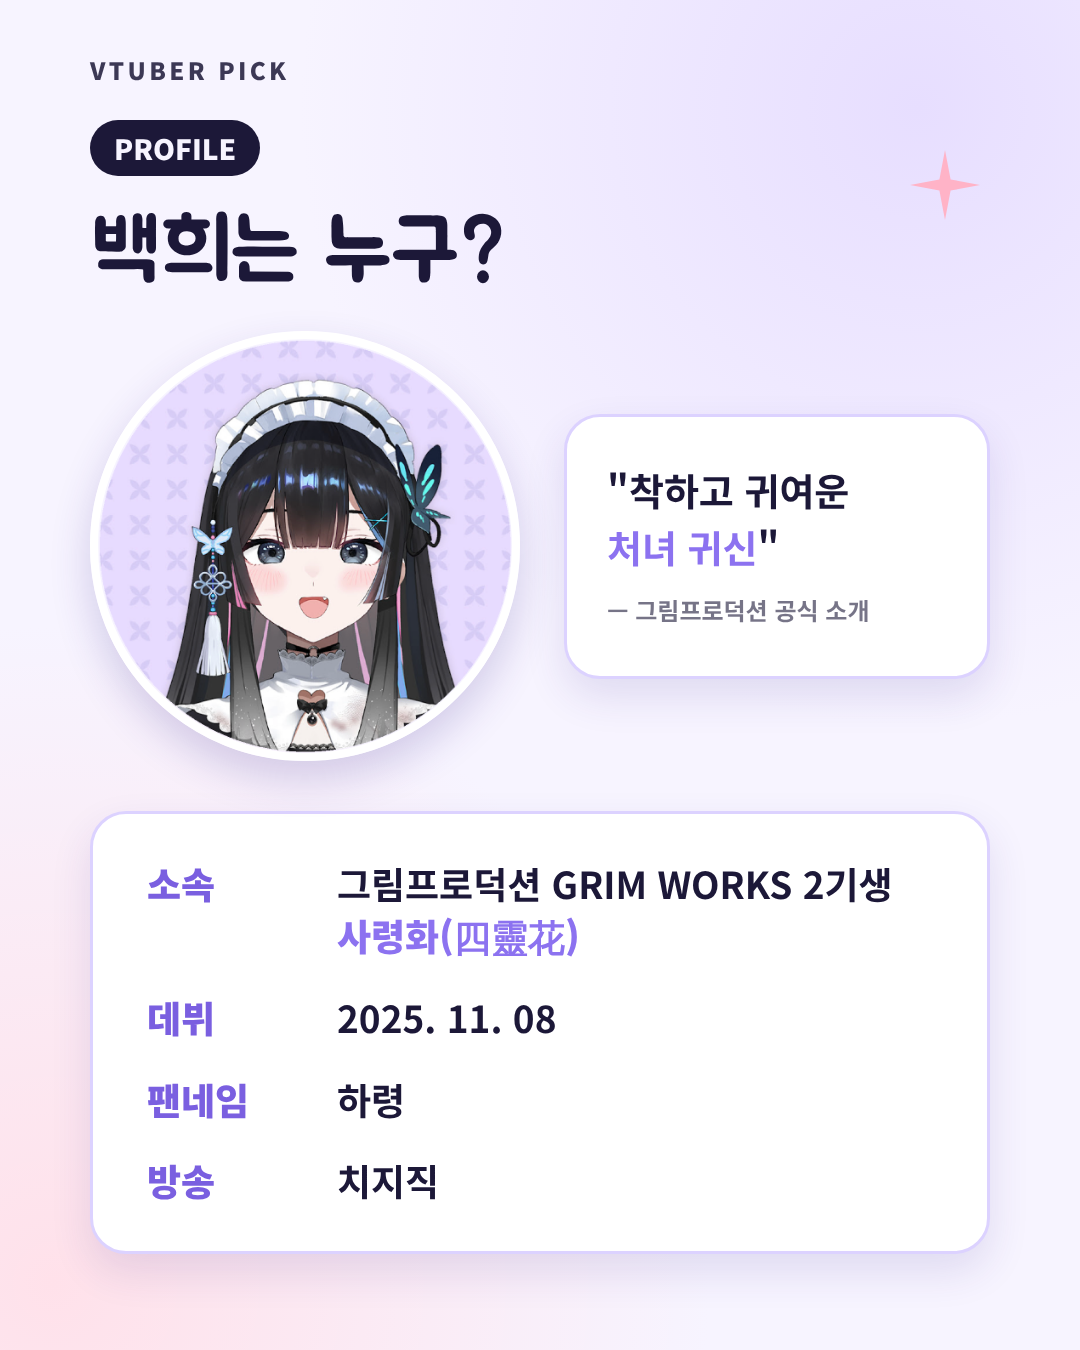 VTUBER PICK
PROFILE
백희는 누구?
"착하고 귀여운
처녀 귀신"
— 그림프로덕션 공식 소개
소속
그림프로덕션 GRIM WORKS 2기생
사령화(四靈花)
데뷔
2025. 11. 08
팬네임
하령
방송
치지직